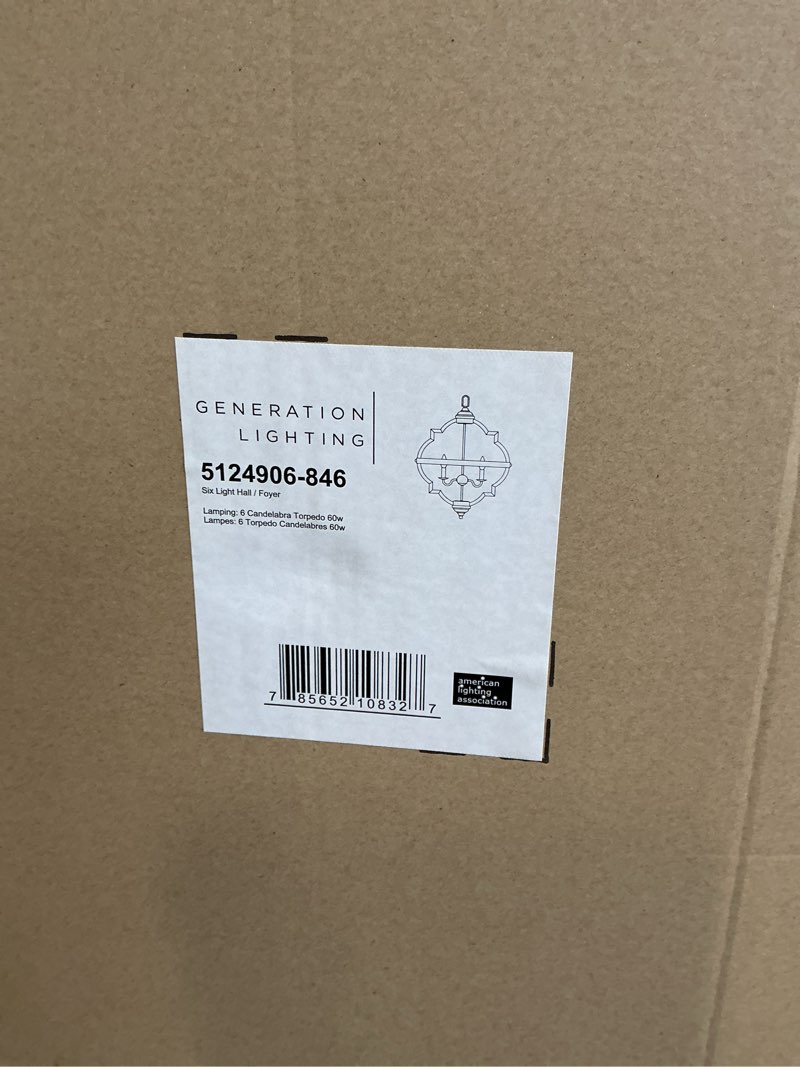 GENERATION
LIGHTING
5124906-846
Six Light Hall / Foyer
Lamping: 6 Candelabra Torpedo 60w
Lampes: 6 Torpedo Candelabres 60w
7 85652 10832 7
american
lighting
association